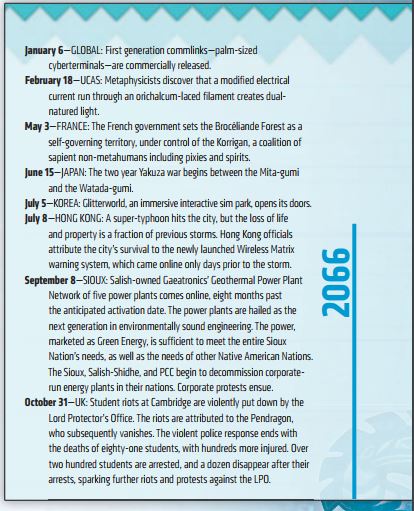 January 6—GLOBAL: First generation commlinks—palm-sized
cyberterminals—are commercially released.
February 18—UCAS: Metaphysicists discover that a modified electrical
current run through an orichalcum-laced filament creates dual-
natured light.
May 3—FRANCE: The French government sets the Brocéliande Forest as a
self-governing territory, under control of the Korrigan, a coalition of
sapient non-metahumans including pixies and spirits.
June 15—JAPAN: The two year Yakuza war begins between the Mita-gumi
and the Watada-gumi.
July 5—KOREA: Glitterworld, an immersive interactive sim park, opens its doors.
July 8—HONG KONG: A super-typhoon hits the city, but the loss of life
and property is a fraction of previous storms. Hong Kong officials
attribute the city's survival to the newly launched Wireless Matrix
warning system, which came online only days prior to the storm.
September 8—SIOUX: Salish-owned Gaeatronics' Geothermal Power Plant
Network of five power plants comes online, eight months past
the anticipated activation date. The power plants are hailed as the
next generation in environmentally sound engineering. The power,
marketed as Green Energy, is sufficient to meet the entire Sioux
Nation's needs, as well as the needs of other Native American Nations.
The Sioux, Salish-Shidhe, and PCC begin to decommission corporate-
run energy plants in their nations. Corporate protests ensue.
October 31—UK: Student riots at Cambridge are violently put down by the
Lord Protector's Office. The riots are attributed to the Pendragon,
who subsequently vanishes. The violent police response ends with
the deaths of eighty-one students, with hundreds more injured. Over
two hundred students are arrested, and a dozen disappear after their
arrests, sparking further riots and protests against the LPO.
2066